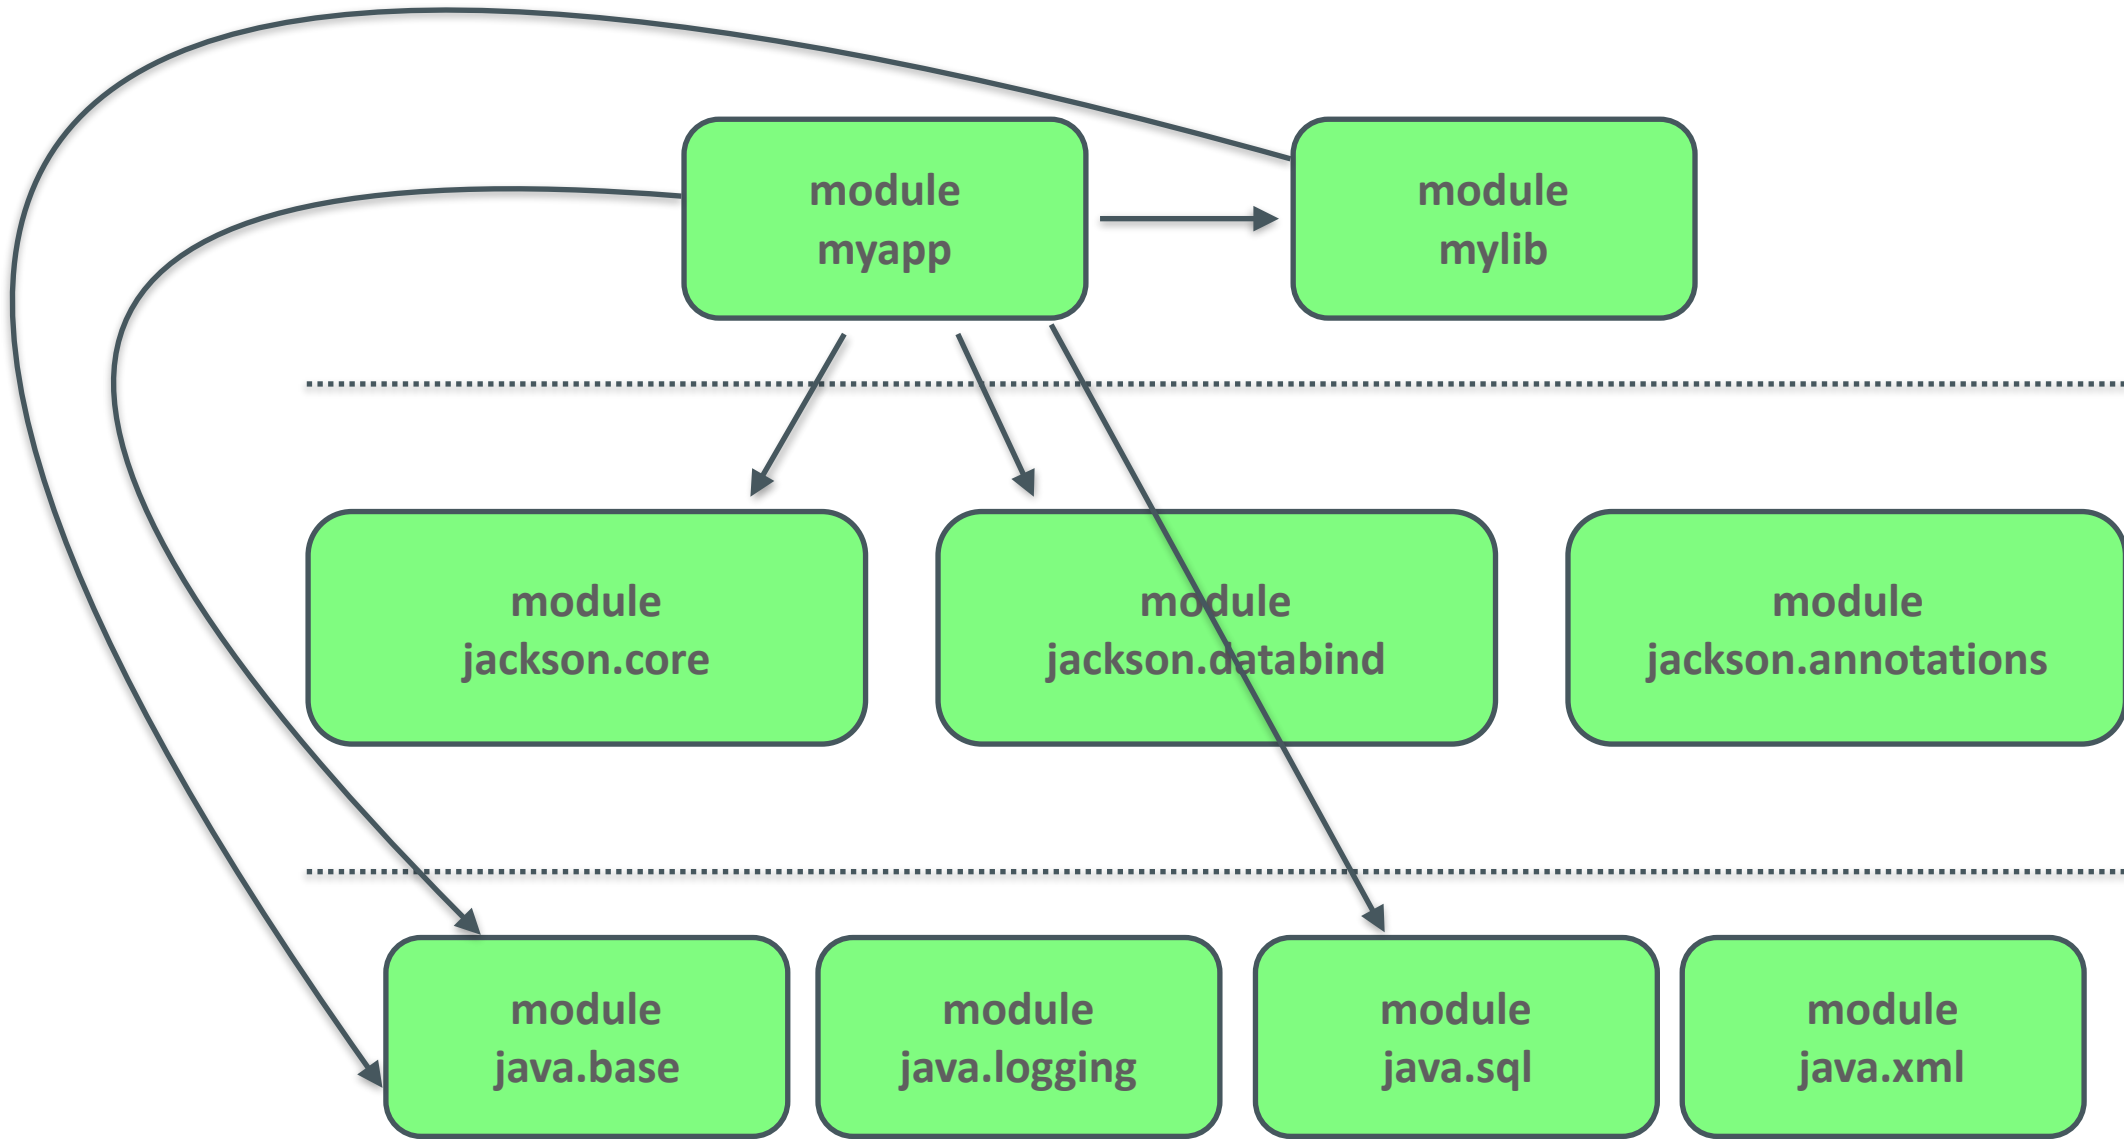 module
myapp
module
mylib
module
jackson.core
module
jackson.databind
module
jackson.annotations
module
java.base
module
java.logging
module
java.sql
module
java.xml